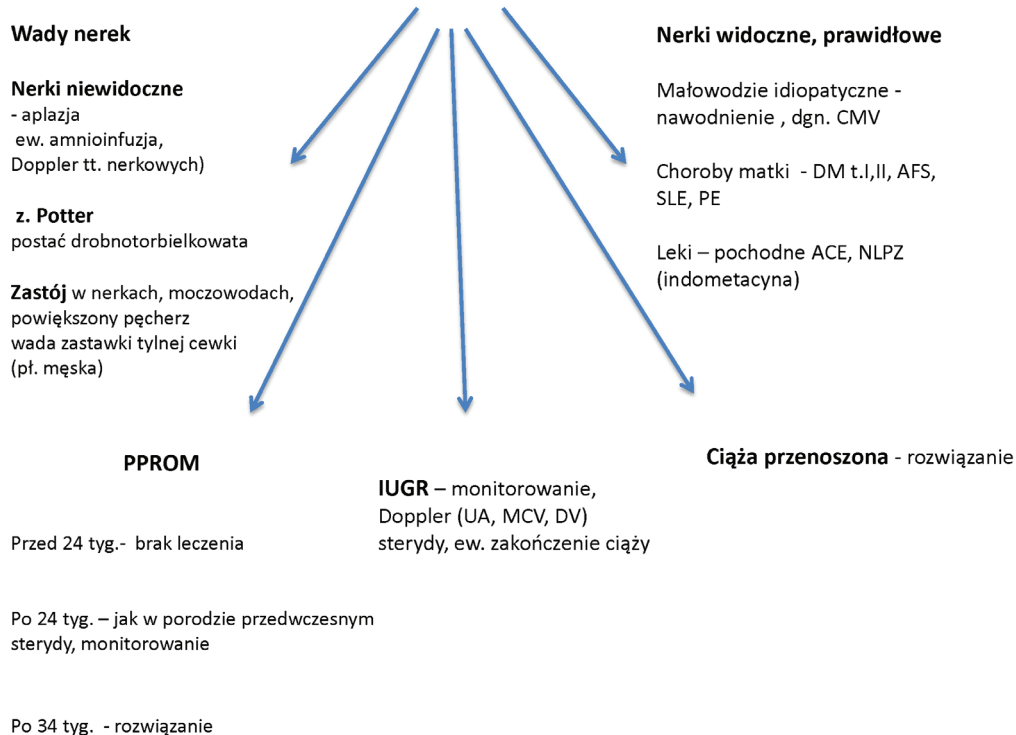 Wady nerek
Nerki niewidoczne
- aplazja
ew. amnioinfuzja,
Doppler tt. nerkowych)
z. Potter
postać drobnotorbielkowata
Zastój w nerkach, moczowodach,
powiększony pęcherz
wada zastawki tylnej cewki
(pł. męska)
Nerki widoczne, prawidłowe
Małowodzie idiopatyczne -
nawodnienie , dgn. CMV
Choroby matki - DM t.I,II, AFS,
SLE, PE
Leki – pochodne ACE, NLPZ
(indometacyna)
PPROM
Przed 24 tyg.- brak leczenia
Po 24 tyg. – jak w porodzie przedwczesnym
sterydy, monitorowanie
Po 34 tyg. - rozwiązanie
IUGR – monitorowanie,
Doppler (UA, MCV, DV)
sterydy, ew. zakończenie ciąży
Ciąża przenoszona - rozwiązanie